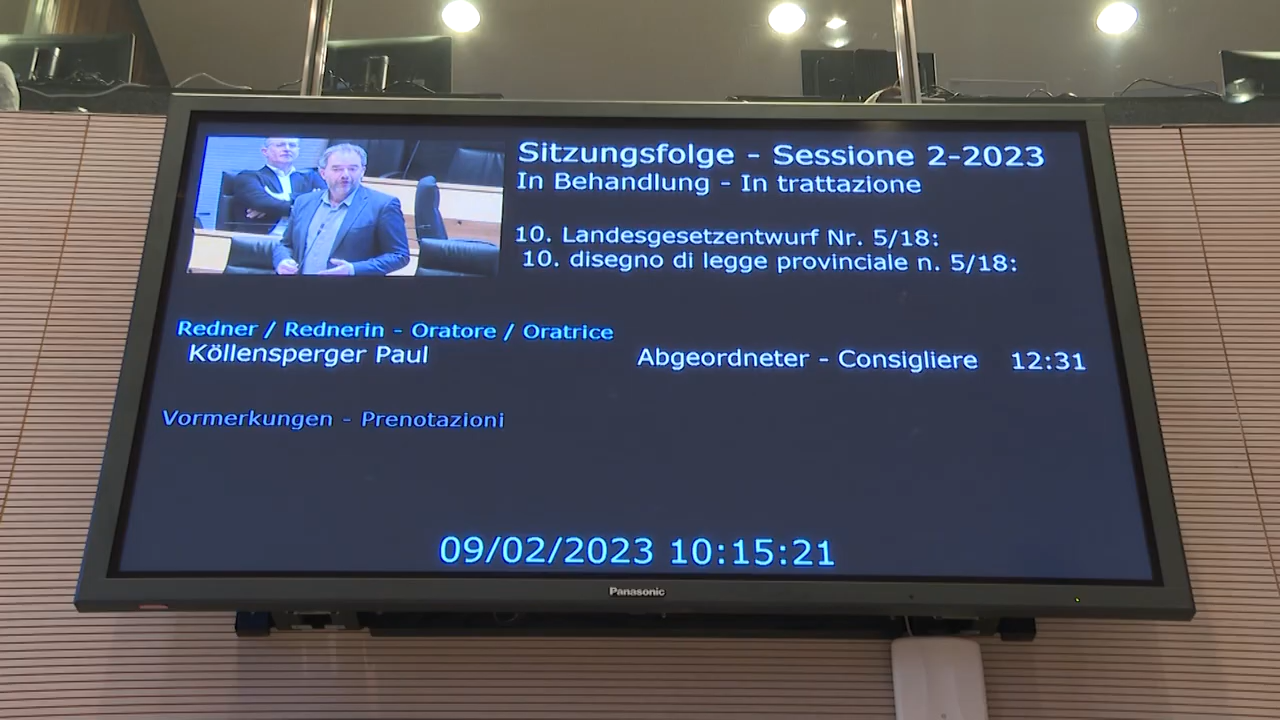 Sitzungsfolge - Sessione 2-2023
In Behandlung - In trattazione
10. Landesgesetzentwurf Nr. 5/18:
10. disegno di legge provinciale n. 5/18:
Redner / Rednerin - Oratore / Oratrice
Köllensperger Paul Abgeordneter - Consigliere 12:31
Vormerkungen - Prenotazioni
09/02/2023 10:15:21
Panasonic